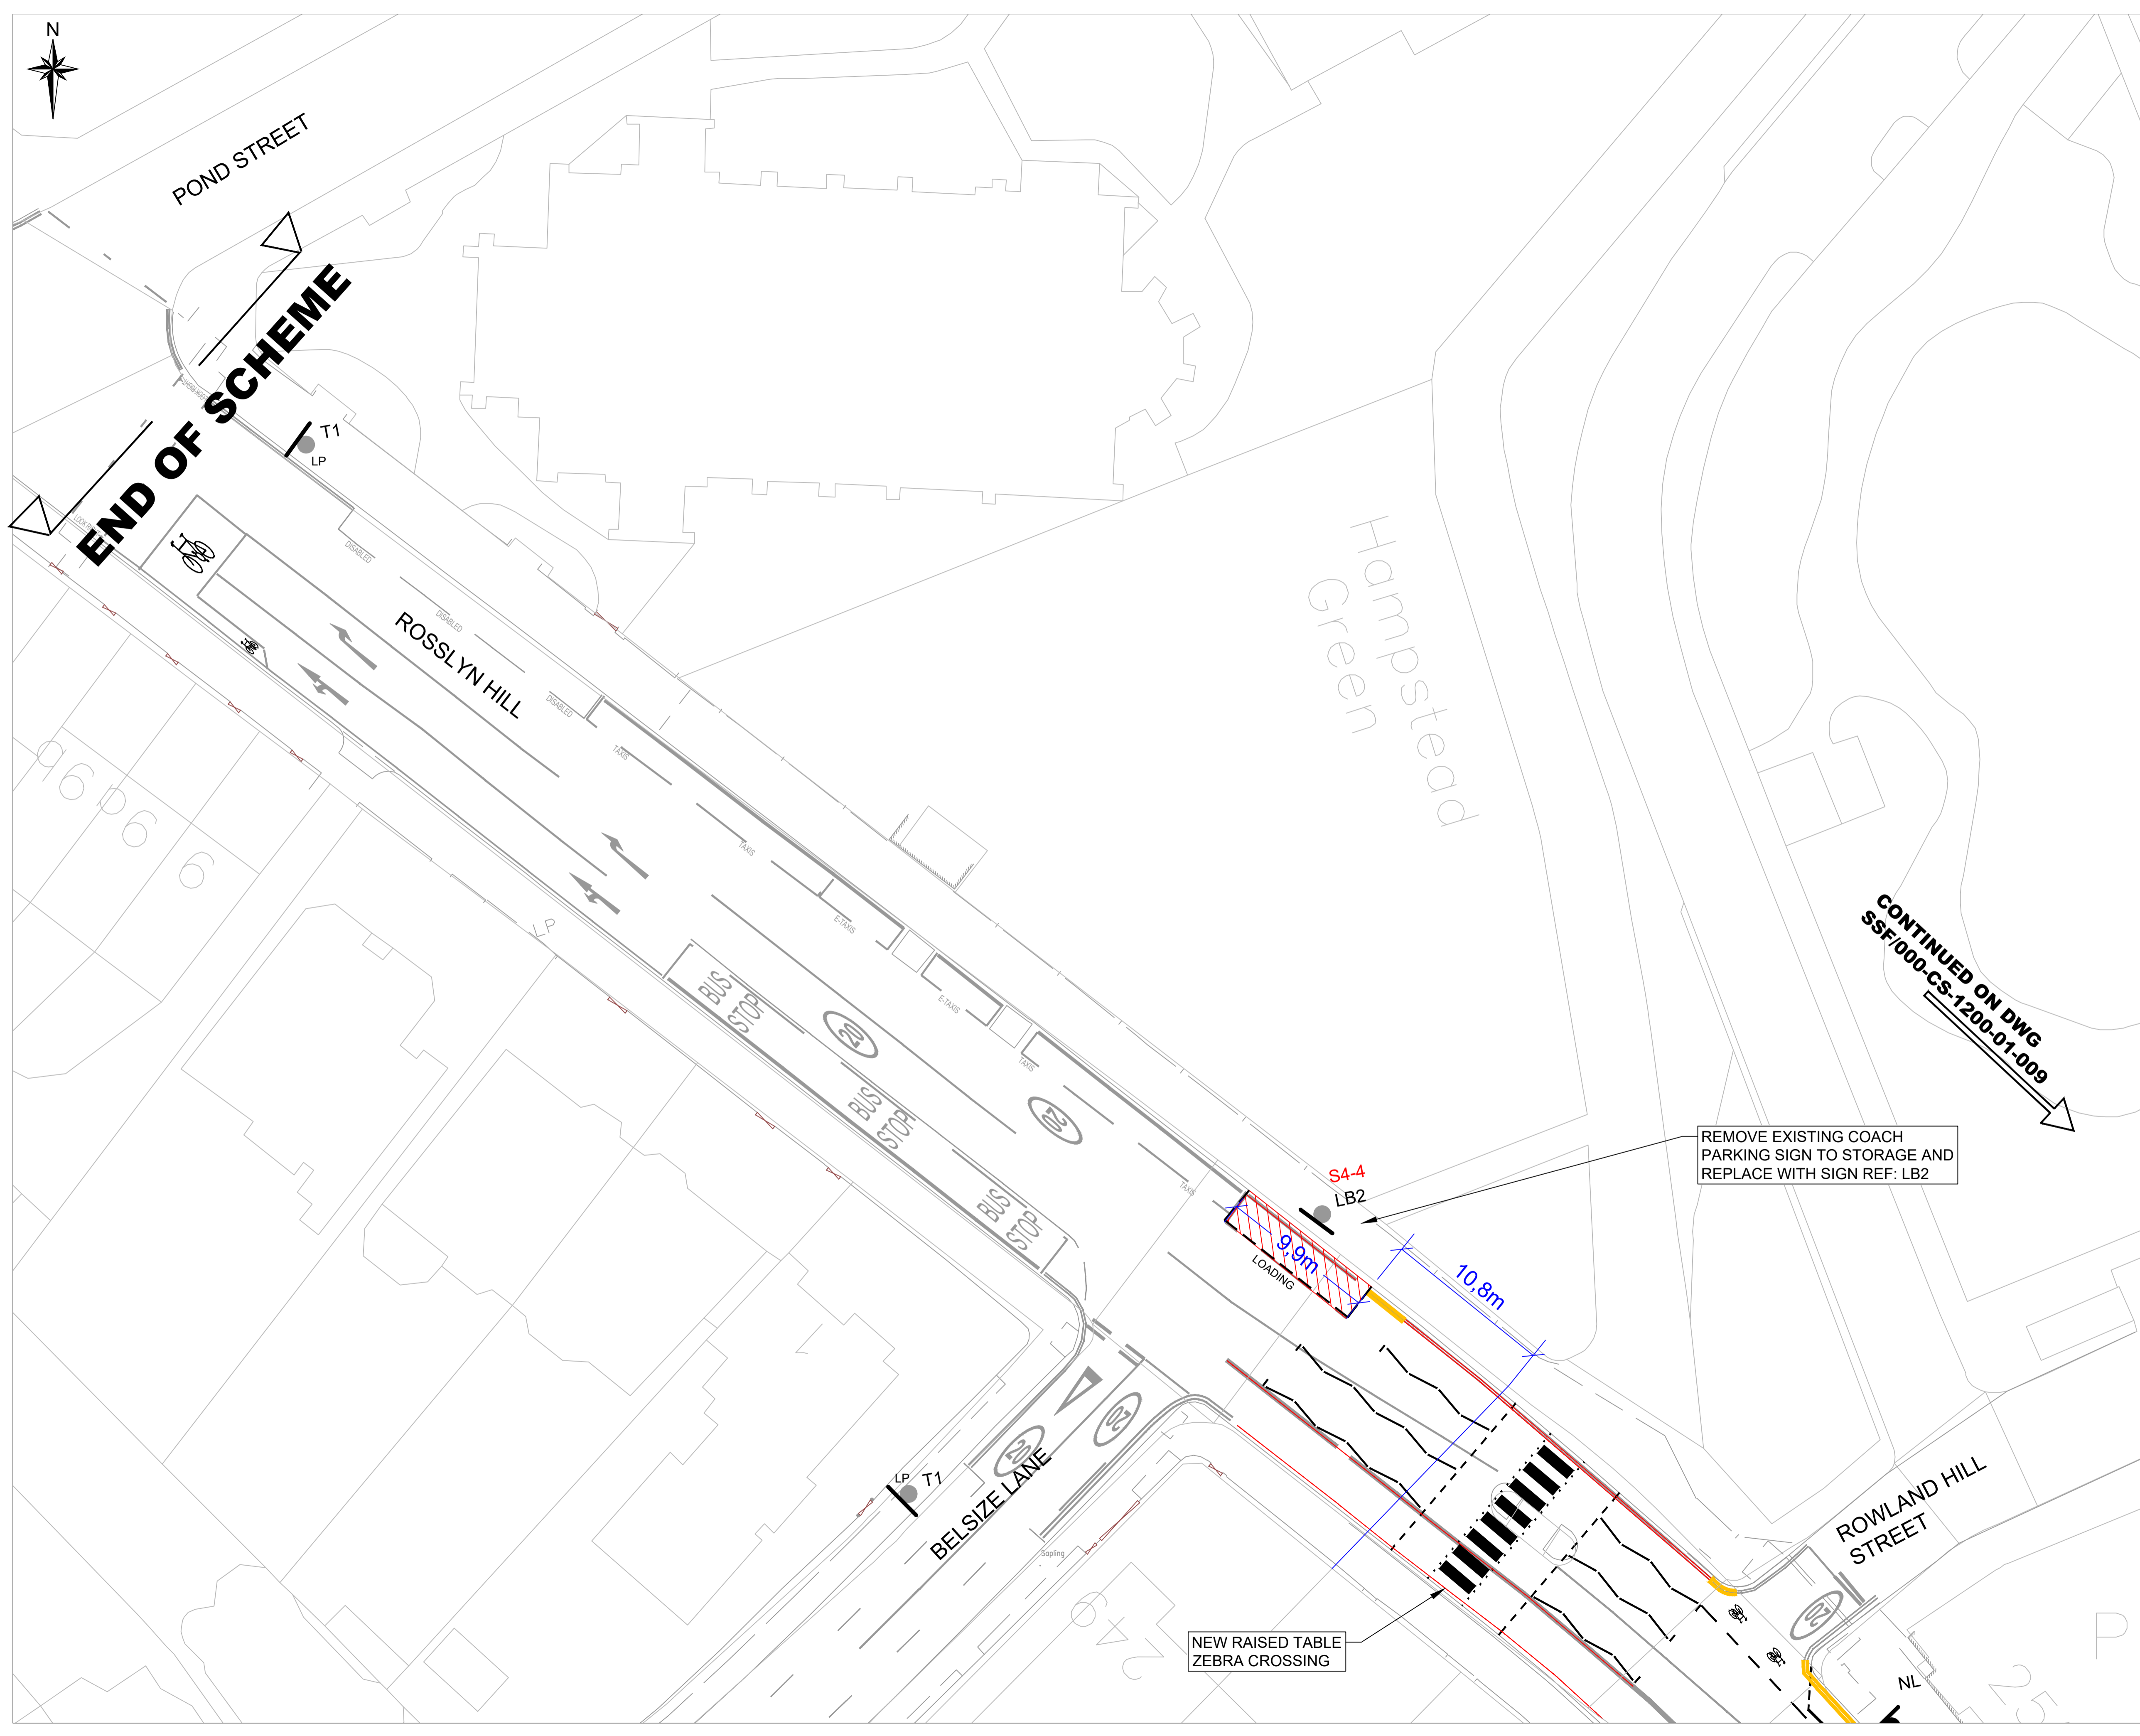 N
POND STREET
END OF SCHEME
T1
LP
DISABLED
DISABLED
ROSSLYN HILL
DISABLED
TAXIS
TAXIS
E-TAXIS
E-TAXIS
TAXIS
TAXIS
Hampstead
Green
LP
BUS
STOP
20
BUS
STOP
20
BUS
STOP
CONTINUED ON DWG
SSF/000-CS-1200-01-009
REMOVE EXISTING COACH
PARKING SIGN TO STORAGE AND
REPLACE WITH SIGN REF: LB2
S4-4
LB2
9,9m
LOADING
10,8m
20
20
LP
T1
BELSIZE LANE
Sapling
ROWLAND HILL
STREET
20
NEW RAISED TABLE
ZEBRA CROSSING
NL
P